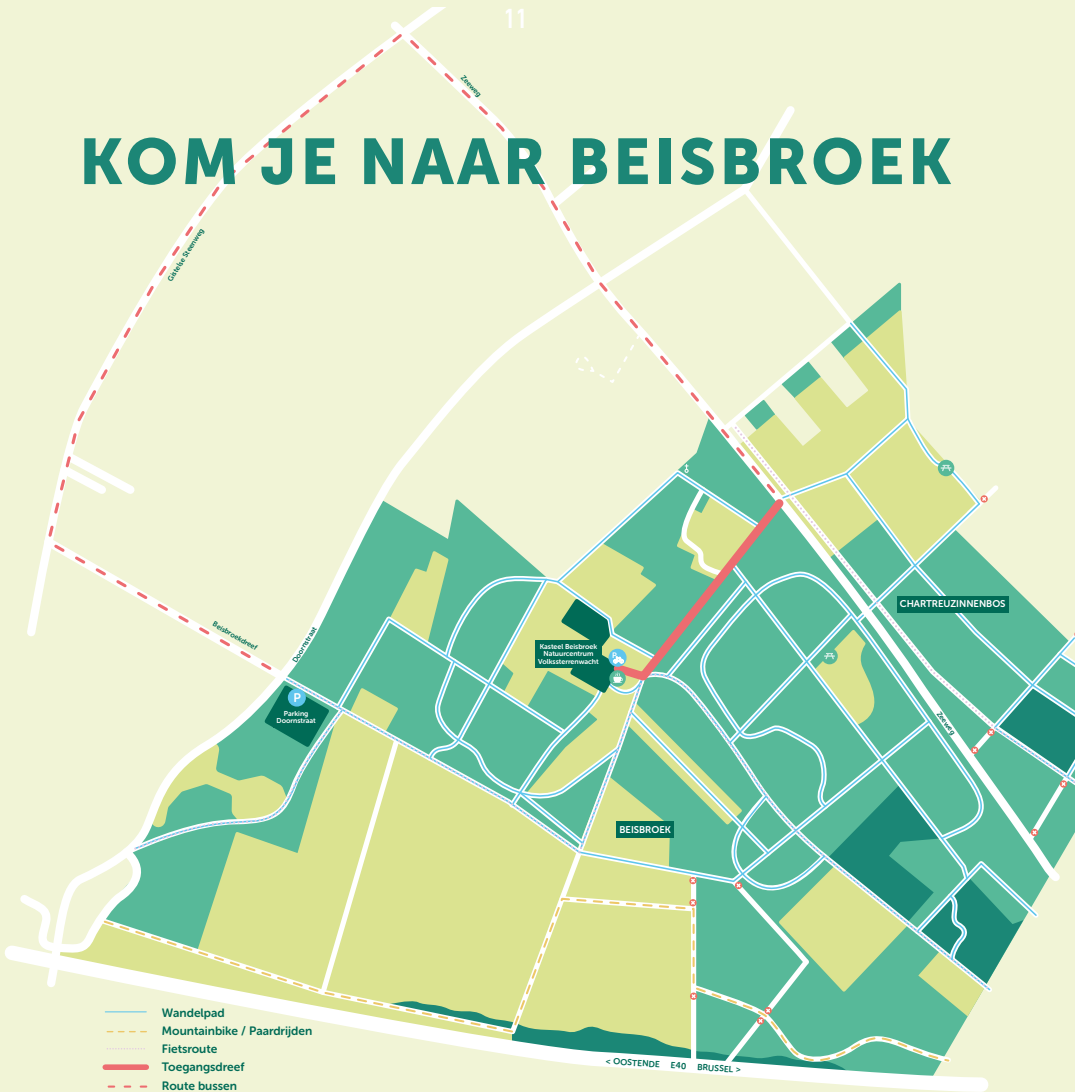 11
Zeeweg
KOM JE NAAR BEISBROEK
Gistelse Steenweg
CHARTREUZINNENBOS
Beisbroekdreef
Doornstraat
Kasteel Beisbroek
Natuurcentrum
Volkssterrenwacht
P
P
Parking
Doornstraat
Zeeweg
BEISBROEK
Wandelpad
Mountainbike / Paardrijden
Fietsroute
Toegangsdreef
Route bussen
< OOSTENDE E40 BRUSSEL >